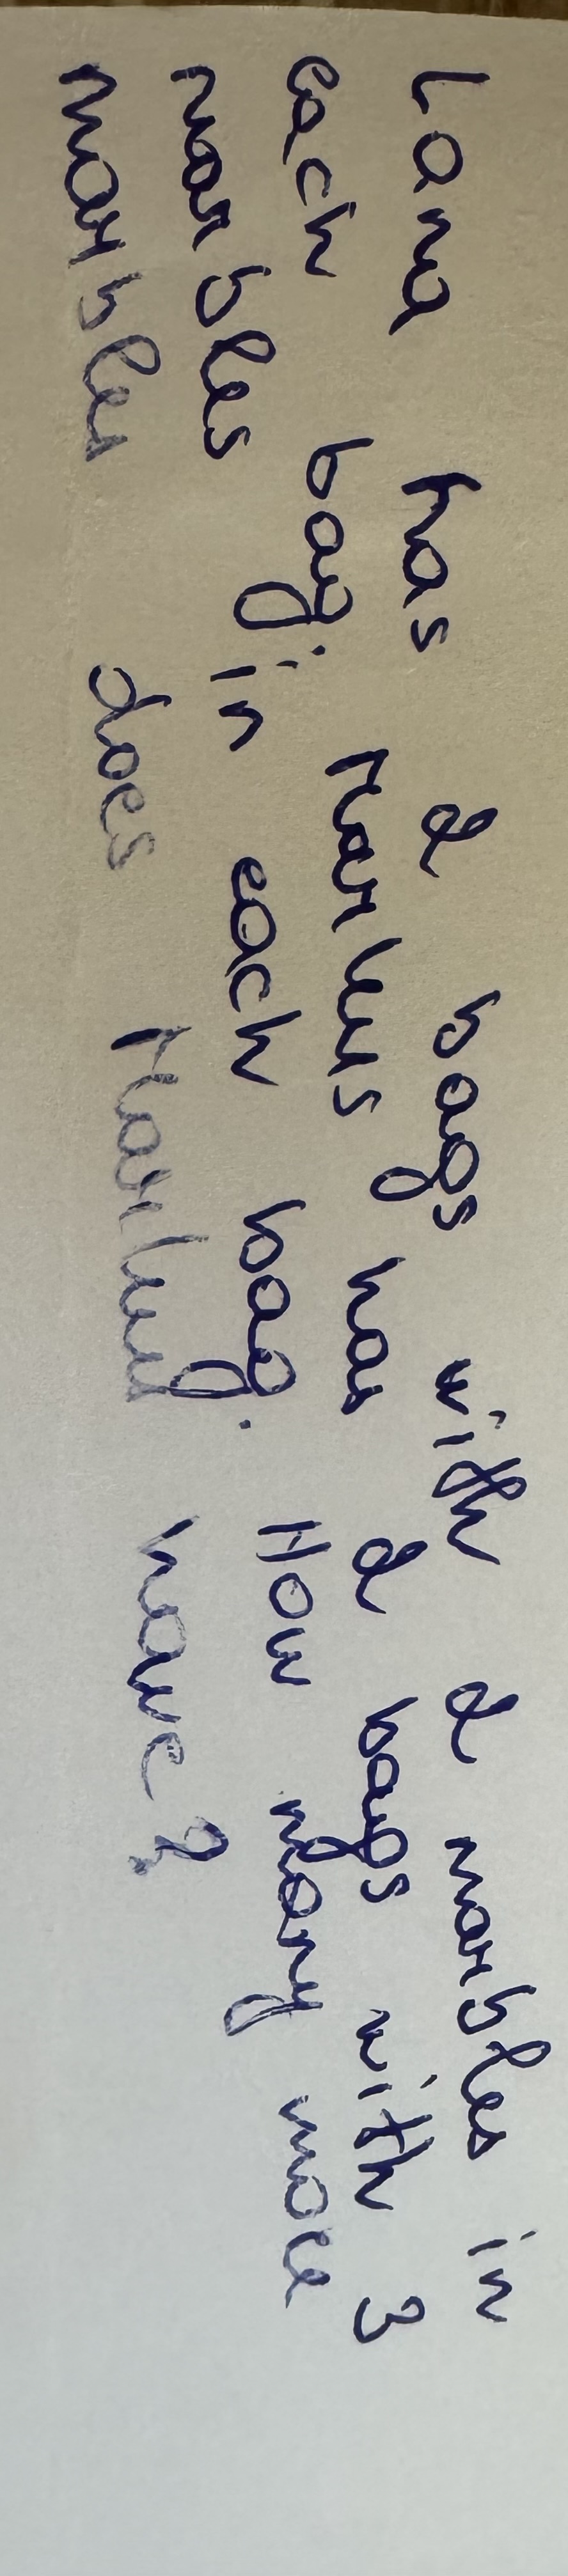 Lana has 2 bags with 2 marbles in
each bag. Markus has 2 bags with 3
marbles in each bag. How many more
marbles does Markus have?